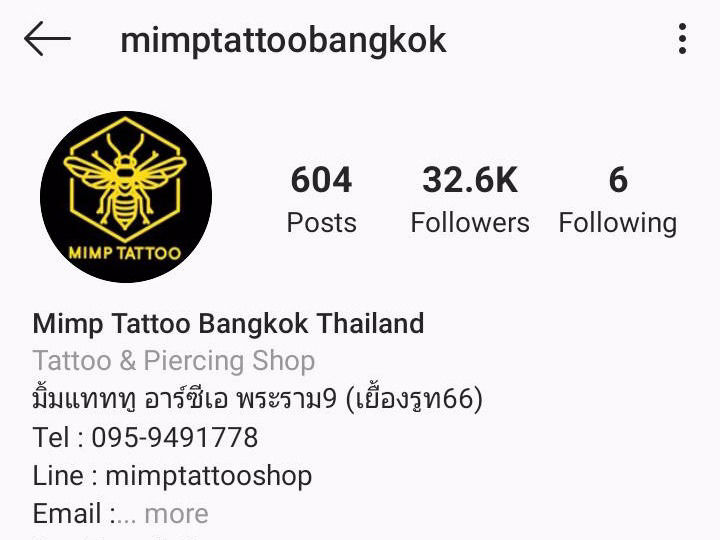 mimptattoobangkok
MIMP TATTOO
604 32.6K 6
Posts Followers Following
Mimp Tattoo Bangkok Thailand
Tattoo & Piercing Shop
มิ้มแทททู อาร์ซีเอ พระราม9 (เยื้องรูท66)
Tel : 095-9491778
Line : mimptattooshop
Email :... more